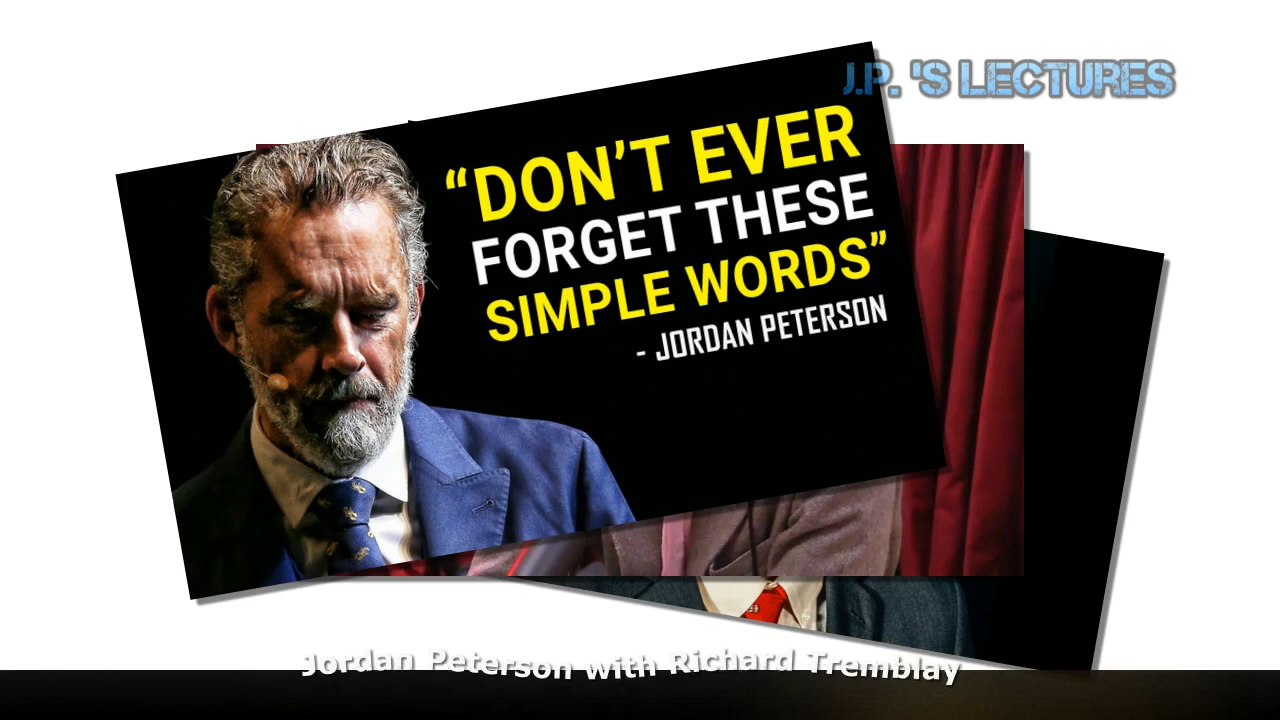 J.P. 'S LECTURES
“DON’T EVER
FORGET THESE
SIMPLE WORDS”
- JORDAN PETERSON
Jordan Peterson with Richard Tremblay